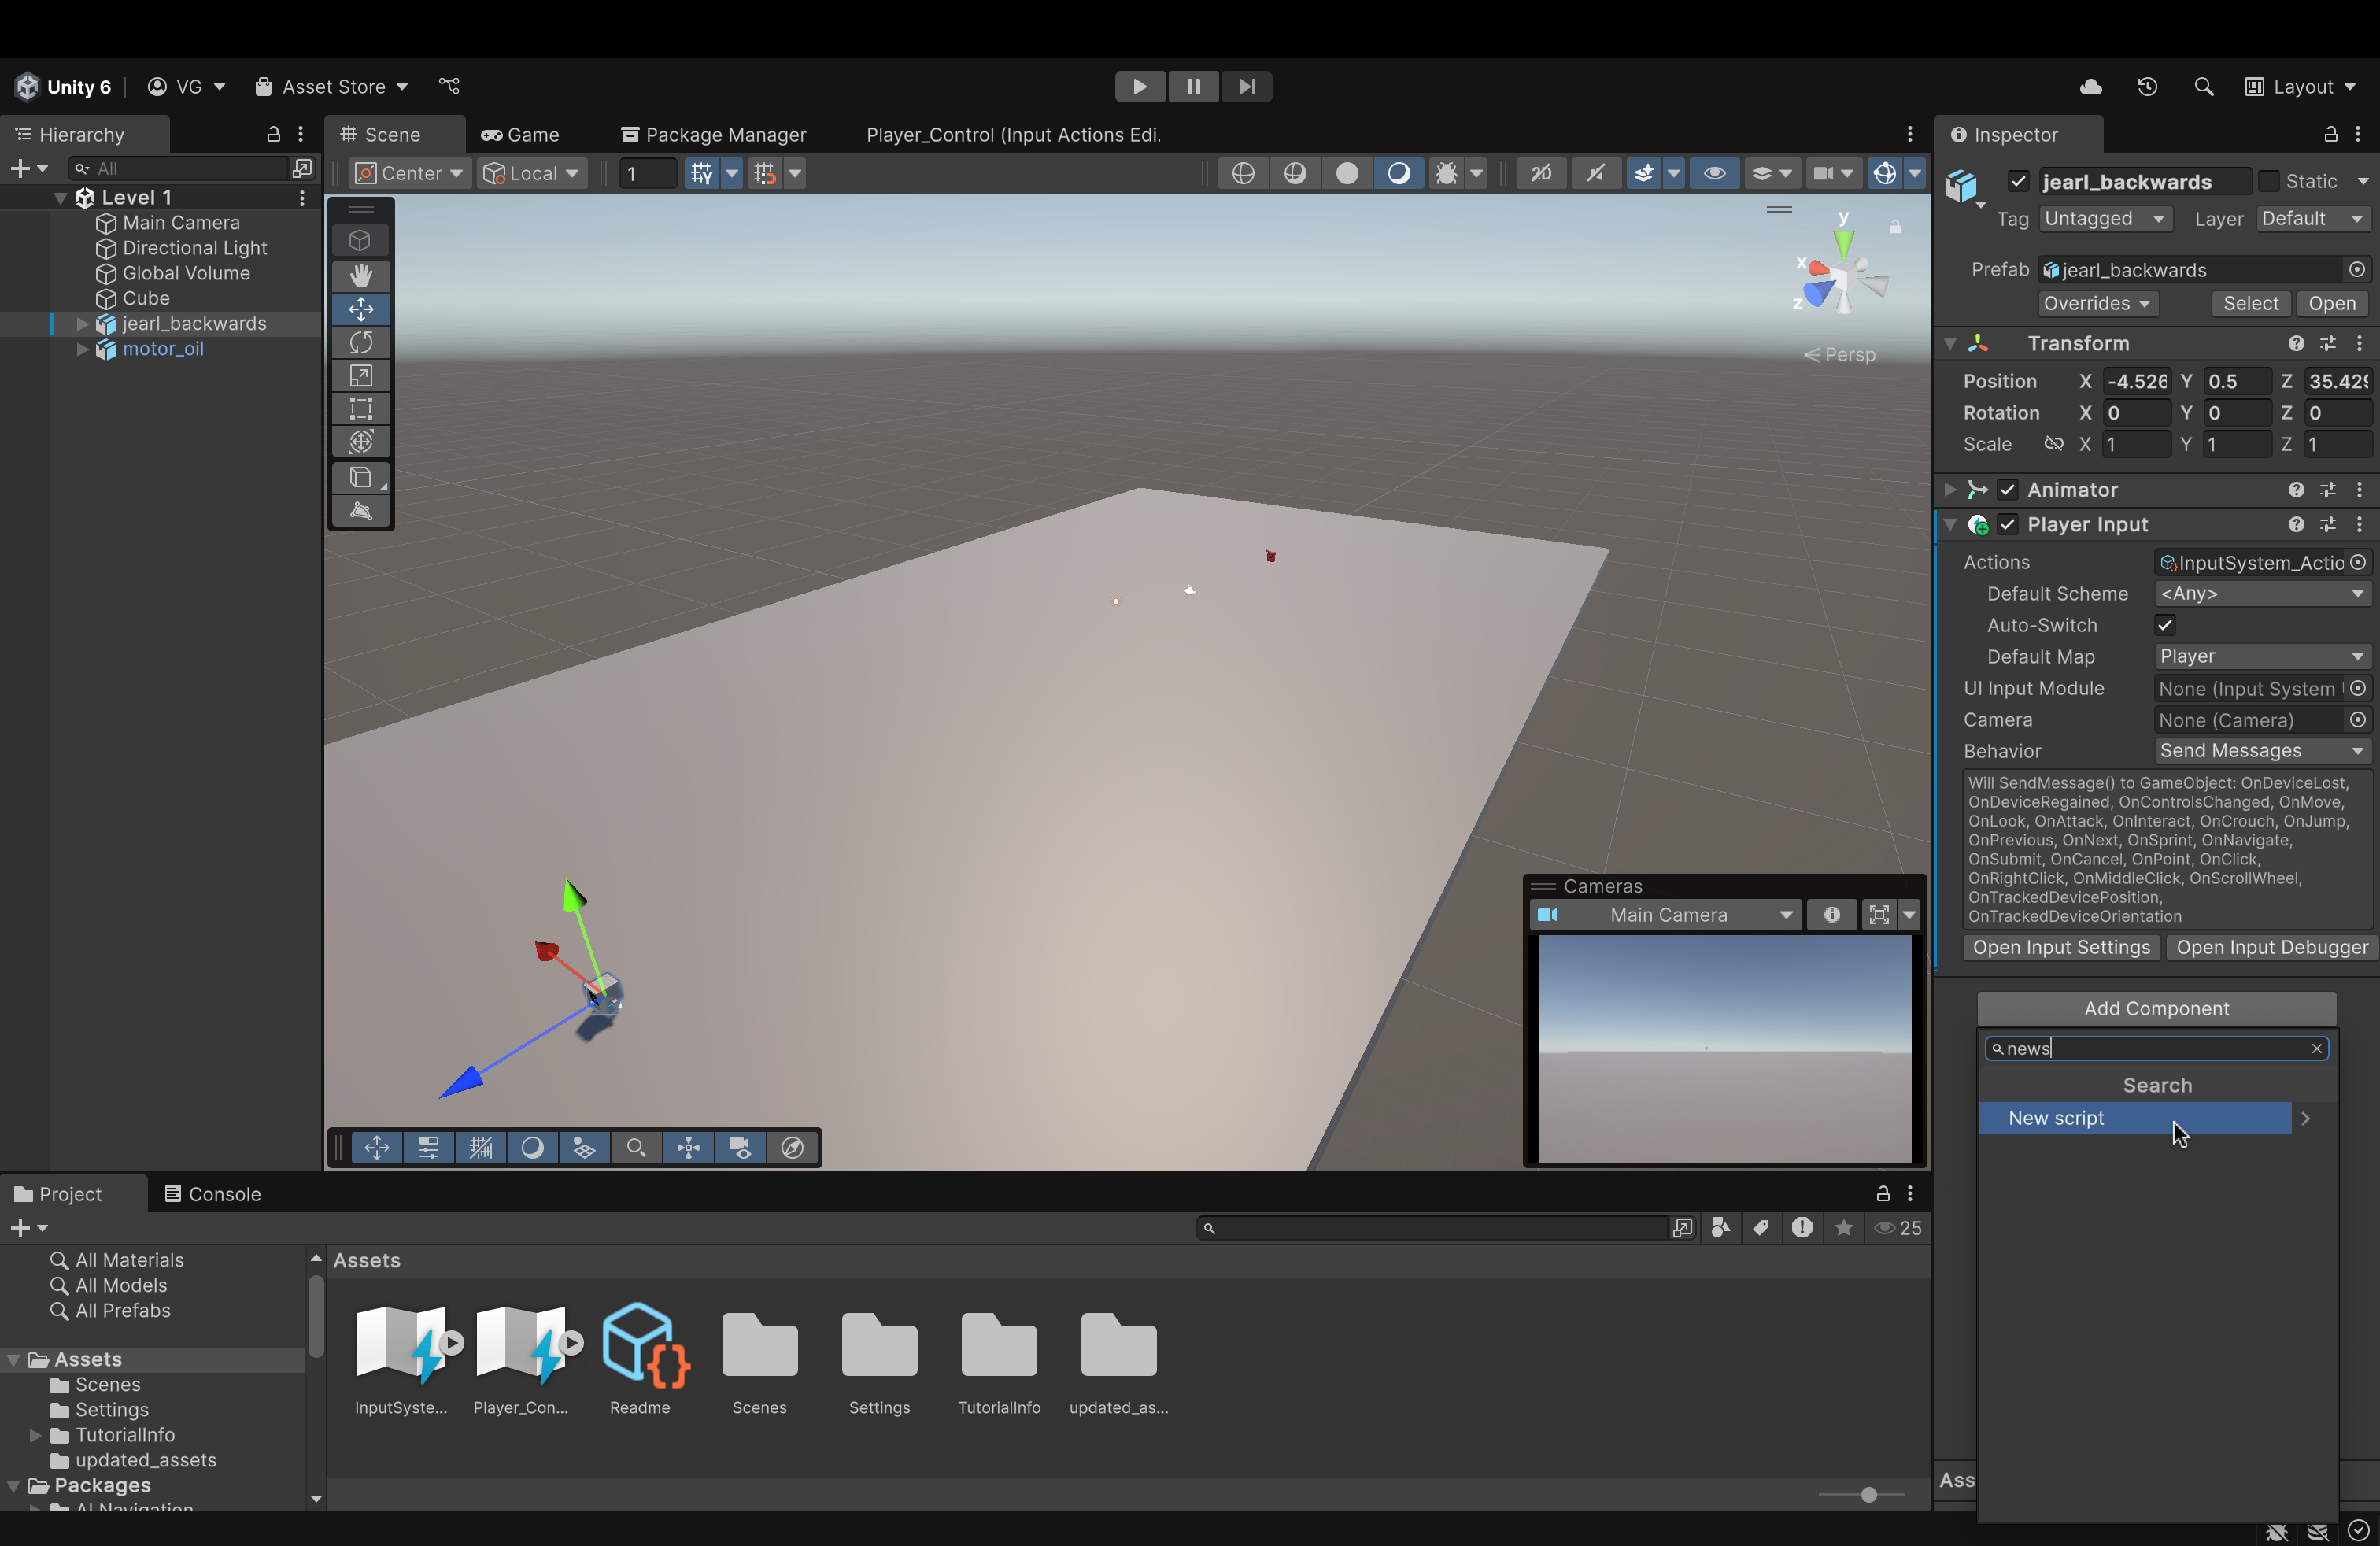 Unity 6
VG
Asset Store
Layout
Hierarchy
Scene
Game
Package Manager
Player_Control (Input Actions Edi.
Inspector
All
Center
Local
1
2D
jearl_backwards
Static
Level 1
Main Camera
Directional Light
Global Volume
Cube
jearl_backwards
motor_oil
y
x
z
Persp
Tag
Untagged
Layer
Default
Prefab
jearl_backwards
Overrides
Select
Open
Transform
Position X -4.526 Y 0.5 Z 35.429
Rotation X 0 Y 0 Z 0
Scale X 1 Y 1 Z 1
Animator
Player Input
Actions InputSystem_Actio
Default Scheme <Any>
Auto-Switch
Default Map Player
UI Input Module None (Input System
Camera None (Camera)
Behavior Send Messages
Will SendMessage() to GameObject: OnDeviceLost,
OnDeviceRegained, OnControlsChanged, OnMove,
OnLook, OnAttack, OnInteract, OnCrouch, OnJump,
OnPrevious, OnNext, OnSprint, OnNavigate,
OnSubmit, OnCancel, OnPoint, OnClick,
OnRightClick, OnMiddleClick, OnScrollWheel,
OnTrackedDevicePosition,
OnTrackedDeviceOrientation
Open Input Settings
Open Input Debugger
Cameras
Main Camera
Add Component
news
Search
New script
Project
Console
25
All Materials
All Models
All Prefabs
Assets
Scenes
Settings
TutorialInfo
updated_assets
Packages
AI Navigation
Assets
InputSyste...
Player_Con...
Readme
Scenes
Settings
TutorialInfo
updated_as...
Ass